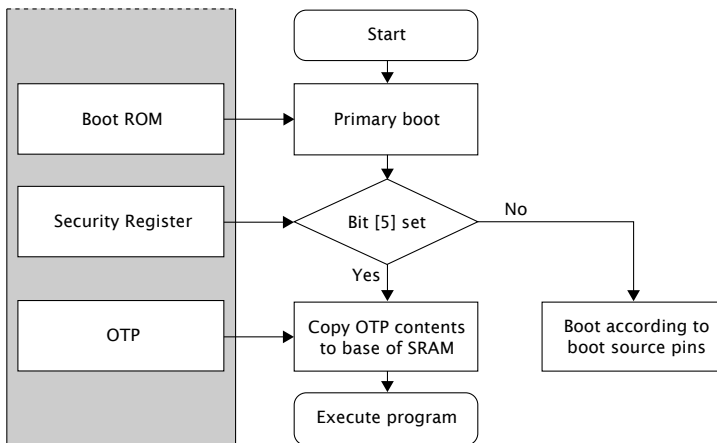 Start
Boot ROM
Primary boot
Security Register
Bit [5] set
No
Yes
OTP
Copy OTP contents
to base of SRAM
Boot according to
boot source pins
Execute program